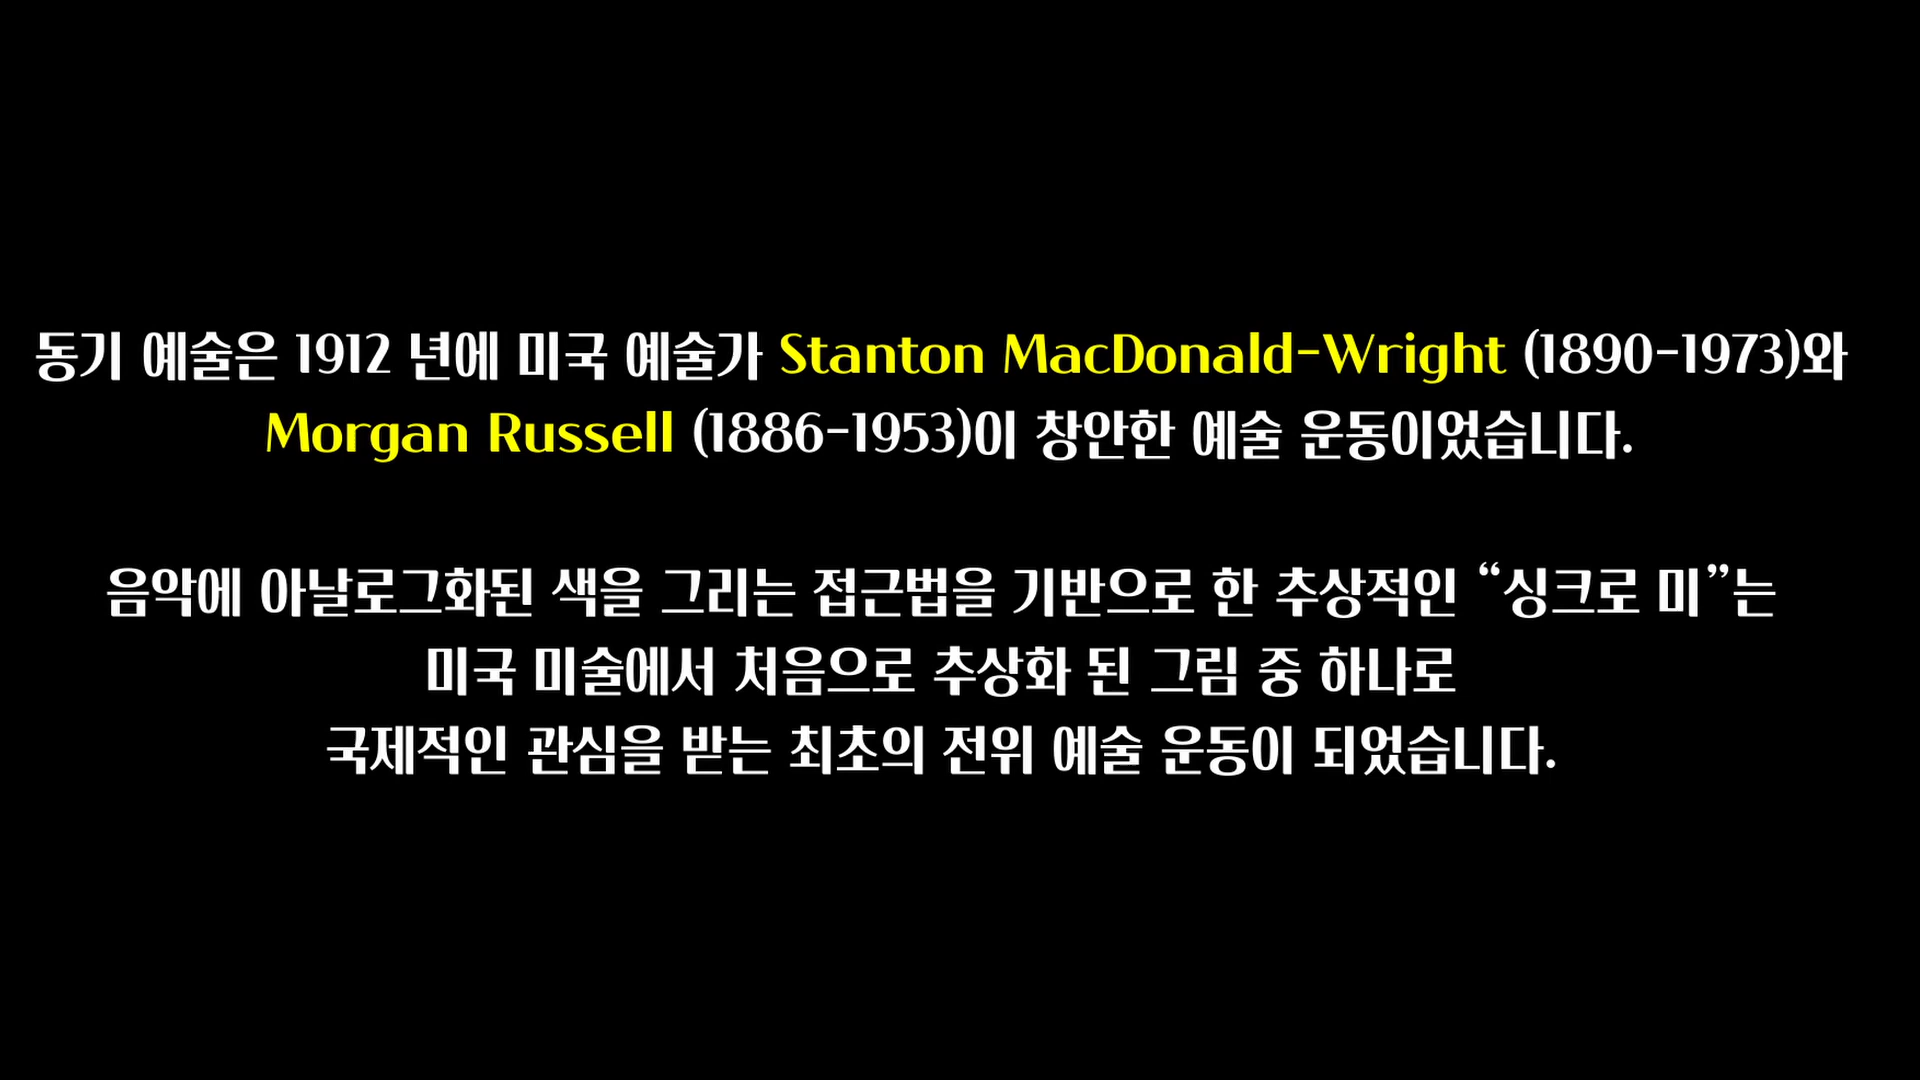 동기 예술은 1912 년에 미국 예술가 Stanton MacDonald-Wright (1890-1973)와
Morgan Russell (1886-1953)이 창안한 예술 운동이었습니다.
음악에 아날로그화된 색을 그리는 접근법을 기반으로 한 추상적인 “싱크로 미”는
미국 미술에서 처음으로 추상화 된 그림 중 하나로
국제적인 관심을 받는 최초의 전위 예술 운동이 되었습니다.